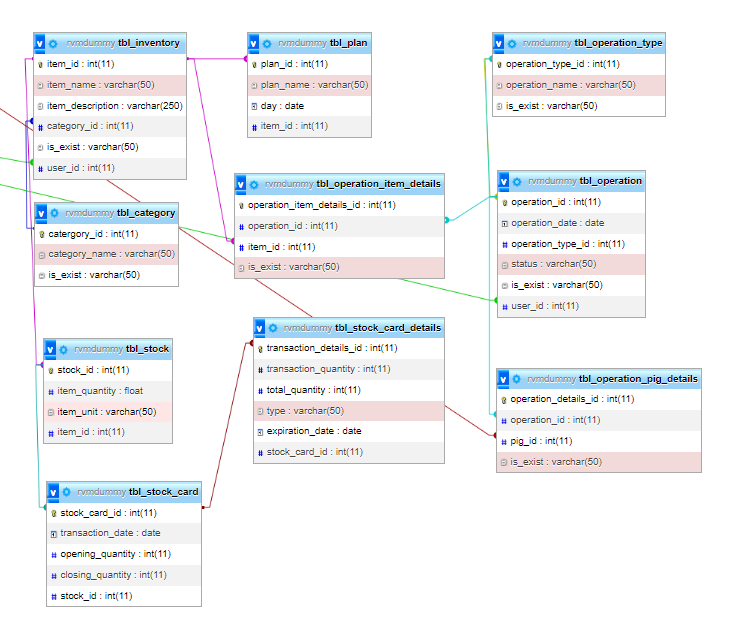 rvmdummy tbl_inventory
item_id : int(11)
item_name : varchar(50)
item_description : varchar(250)
category_id : int(11)
is_exist : varchar(50)
user_id : int(11)
rvmdummy tbl_plan
plan_id : int(11)
plan_name : varchar(50)
day : date
item_id : int(11)
rvmdummy tbl_operation_type
operation_type_id : int(11)
operation_name : varchar(50)
is_exist : varchar(50)
rvmdummy tbl_category
catergory_id : int(11)
category_name : varchar(50)
is_exist : varchar(50)
rvmdummy tbl_operation_item_details
operation_item_details_id : int(11)
operation_id : int(11)
item_id : int(11)
is_exist : varchar(50)
rvmdummy tbl_operation
operation_id : int(11)
operation_date : date
operation_type_id : int(11)
status : varchar(50)
is_exist : varchar(50)
user_id : int(11)
rvmdummy tbl_stock
stock_id : int(11)
item_quantity : float
item_unit : varchar(50)
item_id : int(11)
rvmdummy tbl_stock_card_details
transaction_details_id : int(11)
transaction_quantity : int(11)
total_quantity : int(11)
type : varchar(50)
expiration_date : date
stock_card_id : int(11)
rvmdummy tbl_operation_pig_details
operation_details_id : int(11)
operation_id : int(11)
pig_id : int(11)
is_exist : varchar(50)
rvmdummy tbl_stock_card
stock_card_id : int(11)
transaction_date : date
opening_quantity : int(11)
closing_quantity : int(11)
stock_id : int(11)